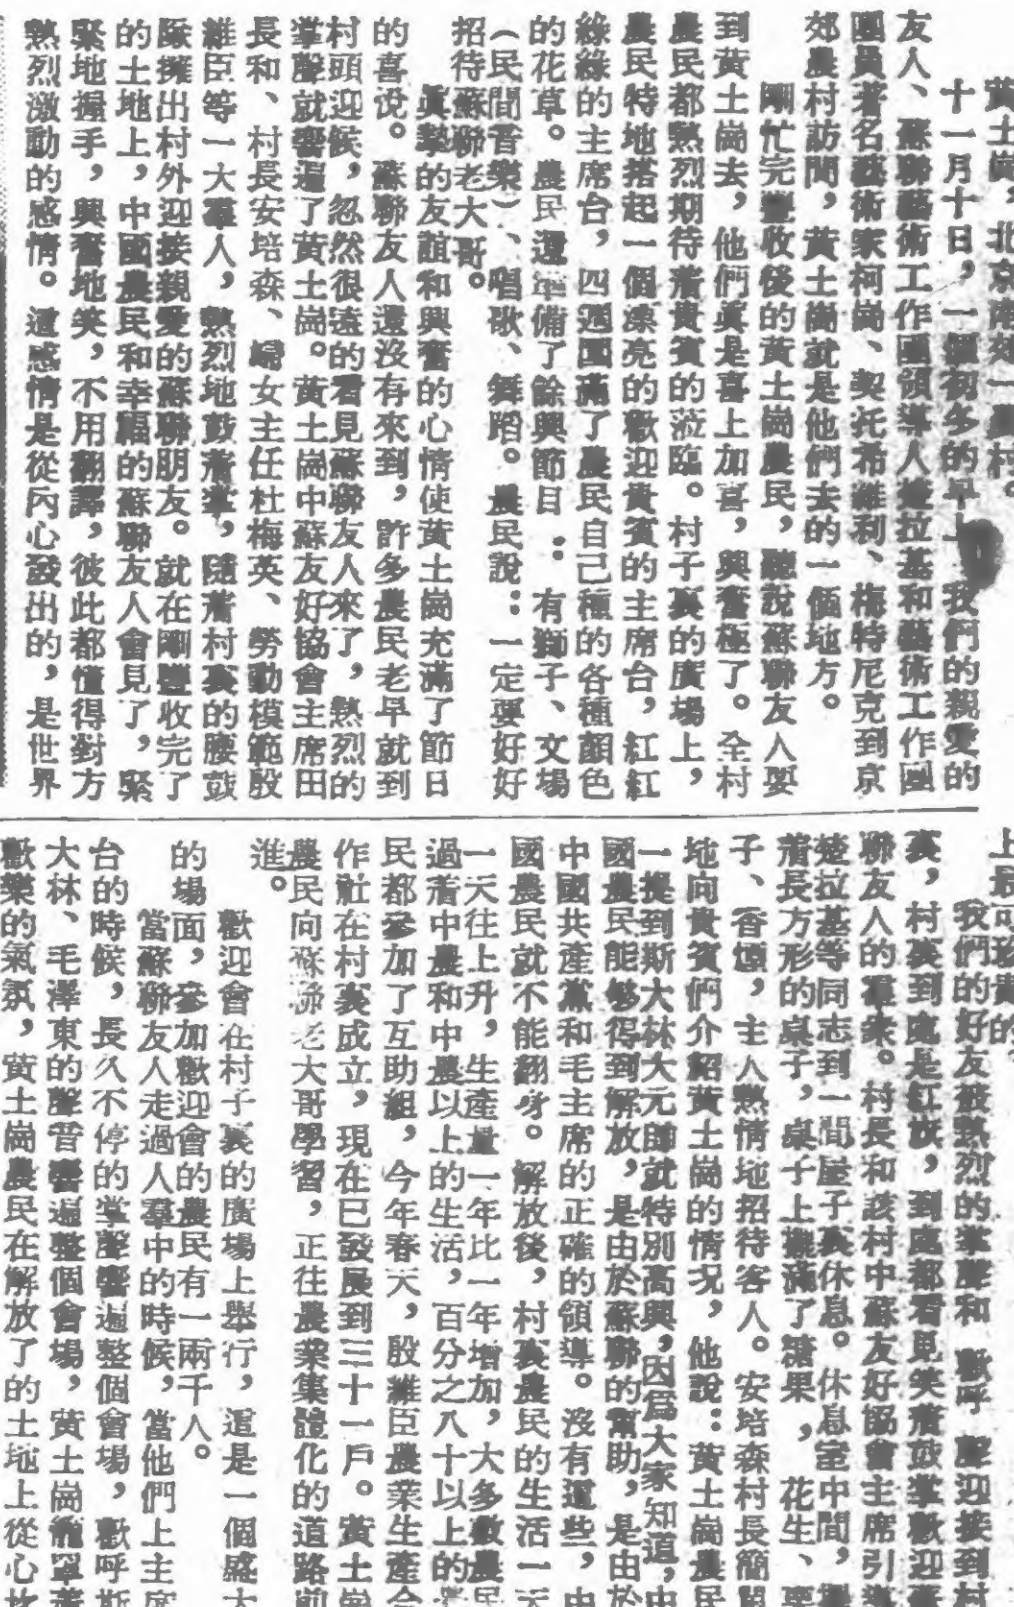 黃土崗，北京南郊一農村。
十一月十日，一個初冬的早上，我們的親愛的
友人、蘇聯藝術工作團領導人楚拉基和藝術工作團
團員著名藝術家柯崗、契托希維利、梅特尼克到京
郊農村訪問，黃土崗就是他們去的一個地方。
剛忙完豐收後的黃土崗農民，聽說蘇聯友人要
到黃土崗去，他們眞是喜上加喜，興奮極了。全村
農民都熱烈期待着貴賓的蒞臨。村子裏的廣場上，
農民特地搭起一個漂亮的歡迎貴賓的主席台，紅紅
綠綠的主席台，四週圍滿了農民自己種的各種顏色
的花草。農民還準備了餘興節目：有獅子、文場
（民間音樂）、唱歌、舞蹈。農民說：一定要好好
招待蘇聯老大哥。
眞摯的友誼和興奮的心情使黃土崗充滿了節日
的喜悅。蘇聯友人還沒有來到，許多農民老早就到
村頭迎候，忽然很遠的看見蘇聯友人來了，熱烈的
掌聲就響遍了黃土崗。黃土崗中蘇友好協會主席田
長和、村長安培森、婦女主任杜梅英、勞動模範殷
維臣等一大羣人，熱烈地鼓着掌，隨着村裏的腰鼓
隊擁出村外迎接親愛的蘇聯朋友。就在剛豐收完了
的土地上，中國農民和幸福的蘇聯友人會見了，緊
緊地握手，興奮地笑，不用翻譯，彼此都懂得對方
熱烈激動的感情。這感情是從內心發出的，是世界
上最可珍貴的。
我們的好友被熱烈的掌聲和歡呼聲迎接到村
裏，村裏到處是紅旗，到處都看見笑着鼓掌歡迎蘇
聯友人的羣衆。村長和該村中蘇友好協會主席引導
楚拉基等同志到一間屋子裏休息。休息室中間，擺
着長方形的桌子，桌子上擺滿了糖果，花生、栗
子、香煙，主人熱情地招待客人。安培森村長簡單
地向貴賓們介紹黃土崗的情況，他說：黃土崗農民
一提到斯大林大元帥就特別高興，因爲大家知道，中
國農民能够得到解放，是由於蘇聯的幫助，是由於
中國共產黨和毛主席的正確的領導。沒有這些，中
國農民就不能翻身。解放後，村裏農民的生活一天
一天往上升，生產量一年比一年增加，大多數農民
過着中農和中農以上的生活，百分之八十以上的農
民都參加了互助組，今年春天，殷維臣農業生產合
作社在村裏成立，現在已發展到三十一戶。黃土崗
農民向蘇聯老大哥學習，正往農業集體化的道路前
進。
歡迎會在村子裏的廣場上舉行，這是一個盛大
的場面，參加歡迎會的農民有一兩千人。
當蘇聯友人走過人羣中的時候，當他們上主席
台的時候，長久不停的掌聲響遍整個會場，歡呼斯
大林、毛澤東的聲音響遍整個會場，黃土崗籠罩着
歡樂的氣氛，黃土崗農民在解放了的土地上從心